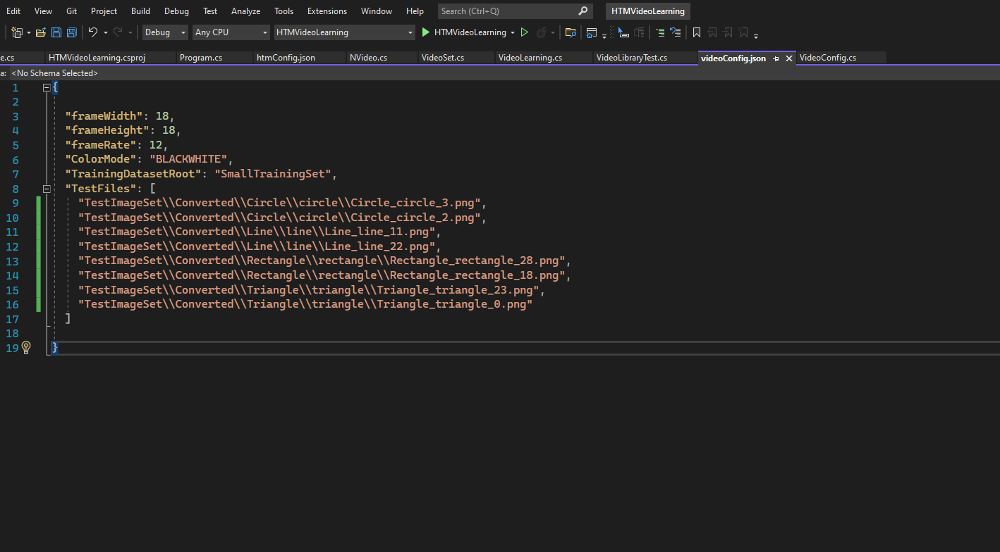 Edit View Git Project Build Debug Test Analyze Tools Extensions Window Help Search (Ctrl+Q) HTMVideoLearning
Debug Any CPU HTMVideoLearning HTMVideoLearning
e.cs HTMVideoLearning.csproj Program.cs htmConfig.json NVideo.cs VideoSet.cs VideoLearning.cs VideoLibraryTest.cs videoConfig.json VideoConfig.cs
a: <No Schema Selected>
1 {
2
3 "frameWidth": 18,
4 "frameHeight": 18,
5 "frameRate": 12,
6 "ColorMode": "BLACKWHITE",
7 "TrainingDatasetRoot": "SmallTrainingSet",
8 "TestFiles": [
9 "TestImageSet\\Converted\\Circle\\circle\\Circle_circle_3.png",
10 "TestImageSet\\Converted\\Circle\\circle\\Circle_circle_2.png",
11 "TestImageSet\\Converted\\Line\\line\\Line_line_11.png",
12 "TestImageSet\\Converted\\Line\\line\\Line_line_22.png",
13 "TestImageSet\\Converted\\Rectangle\\rectangle\\Rectangle_rectangle_28.png",
14 "TestImageSet\\Converted\\Rectangle\\rectangle\\Rectangle_rectangle_18.png",
15 "TestImageSet\\Converted\\Triangle\\triangle\\Triangle_triangle_23.png",
16 "TestImageSet\\Converted\\Triangle\\triangle\\Triangle_triangle_0.png"
17 ]
18
19 }